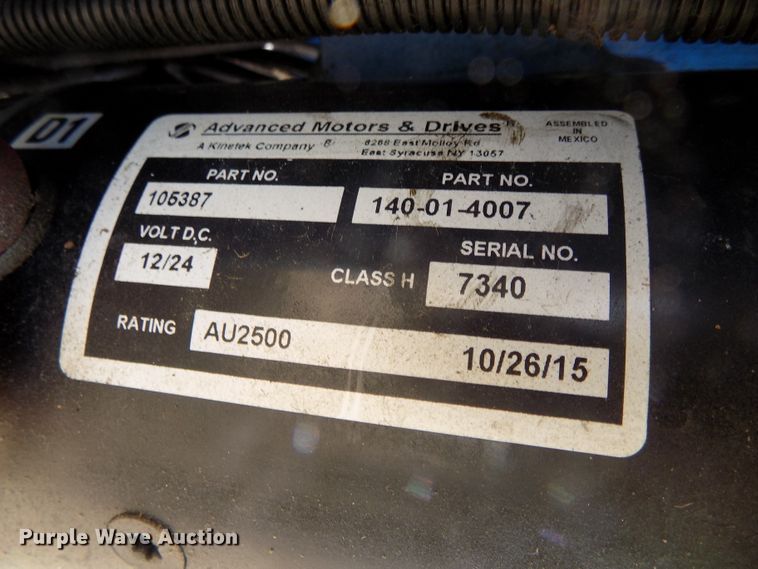 01
Advanced Motors & Drives
A Kinetek Company
6268 East Molloy Rd
East Syracuse NY 13057
ASSEMBLED
IN
MEXICO
PART NO.
105387
PART NO.
140-01-4007
VOLT D.C.
12/24
CLASS H
SERIAL NO.
7340
RATING
AU2500
10/26/15
Purple Wave Auction